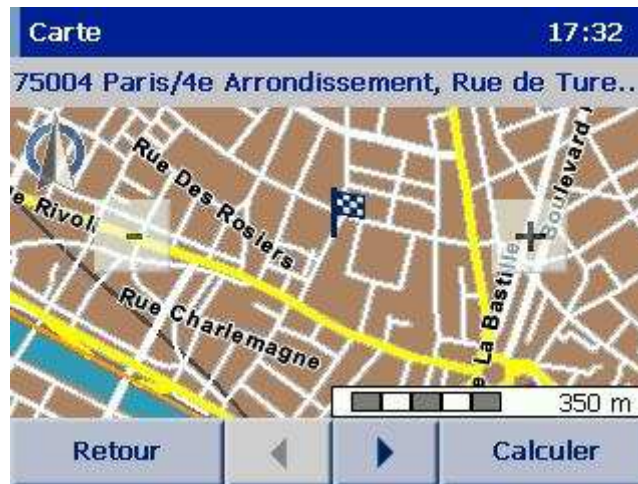 Carte 17:32
75004 Paris/4e Arrondissement, Rue de Ture..
Rue Des Rosiers
e Rivoli
-
+
Boulevard
e La Bastille
Rue Charlemagne
350 m
Retour
Calculer